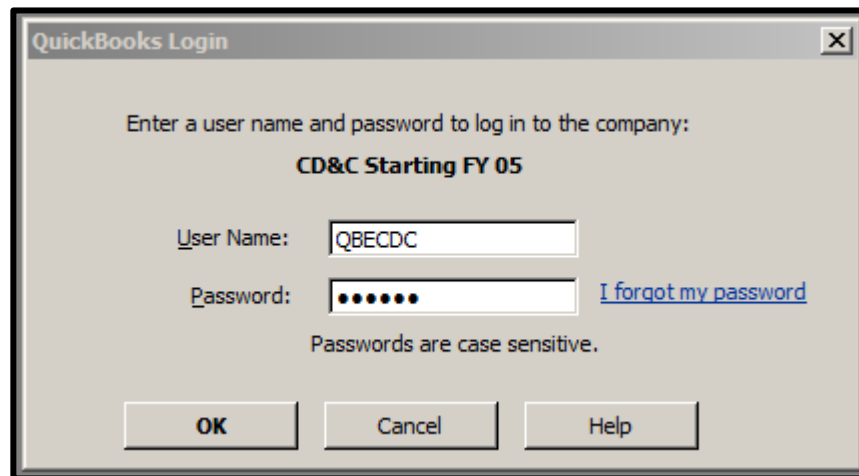 QuickBooks Login
Enter a user name and password to log in to the company:
CD&C Starting FY 05
User Name: QBECDC
Password: ●●●●●● I forgot my password
Passwords are case sensitive.
OK Cancel Help